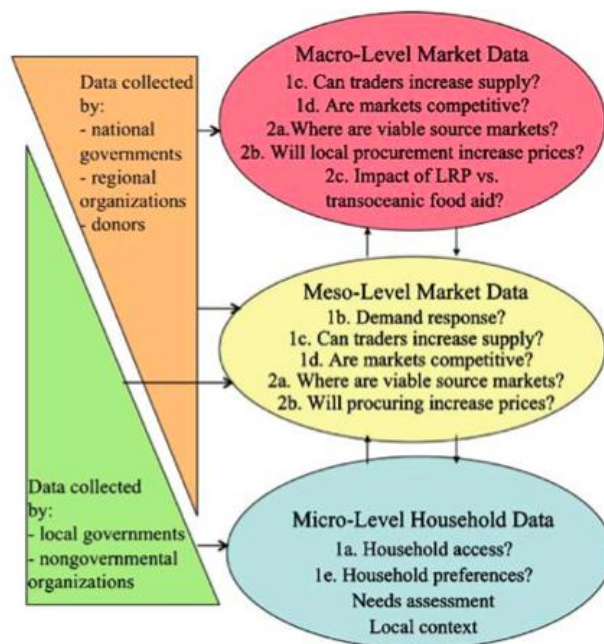 Data collected
by:
- national
governments
- regional
organizations
- donors
Macro-Level Market Data
1c. Can traders increase supply?
1d. Are markets competitive?
2a.Where are viable source markets?
2b. Will local procurement increase prices?
2c. Impact of LRP vs.
transoceanic food aid?
Meso-Level Market Data
1b. Demand response?
1c. Can traders increase supply?
1d. Are markets competitive?
2a. Where are viable source markets?
2b. Will procuring increase prices?
Data collected
by:
- local governments
- nongovernmental
organizations
Micro-Level Household Data
1a. Household access?
1e. Household preferences?
Needs assessment
Local context